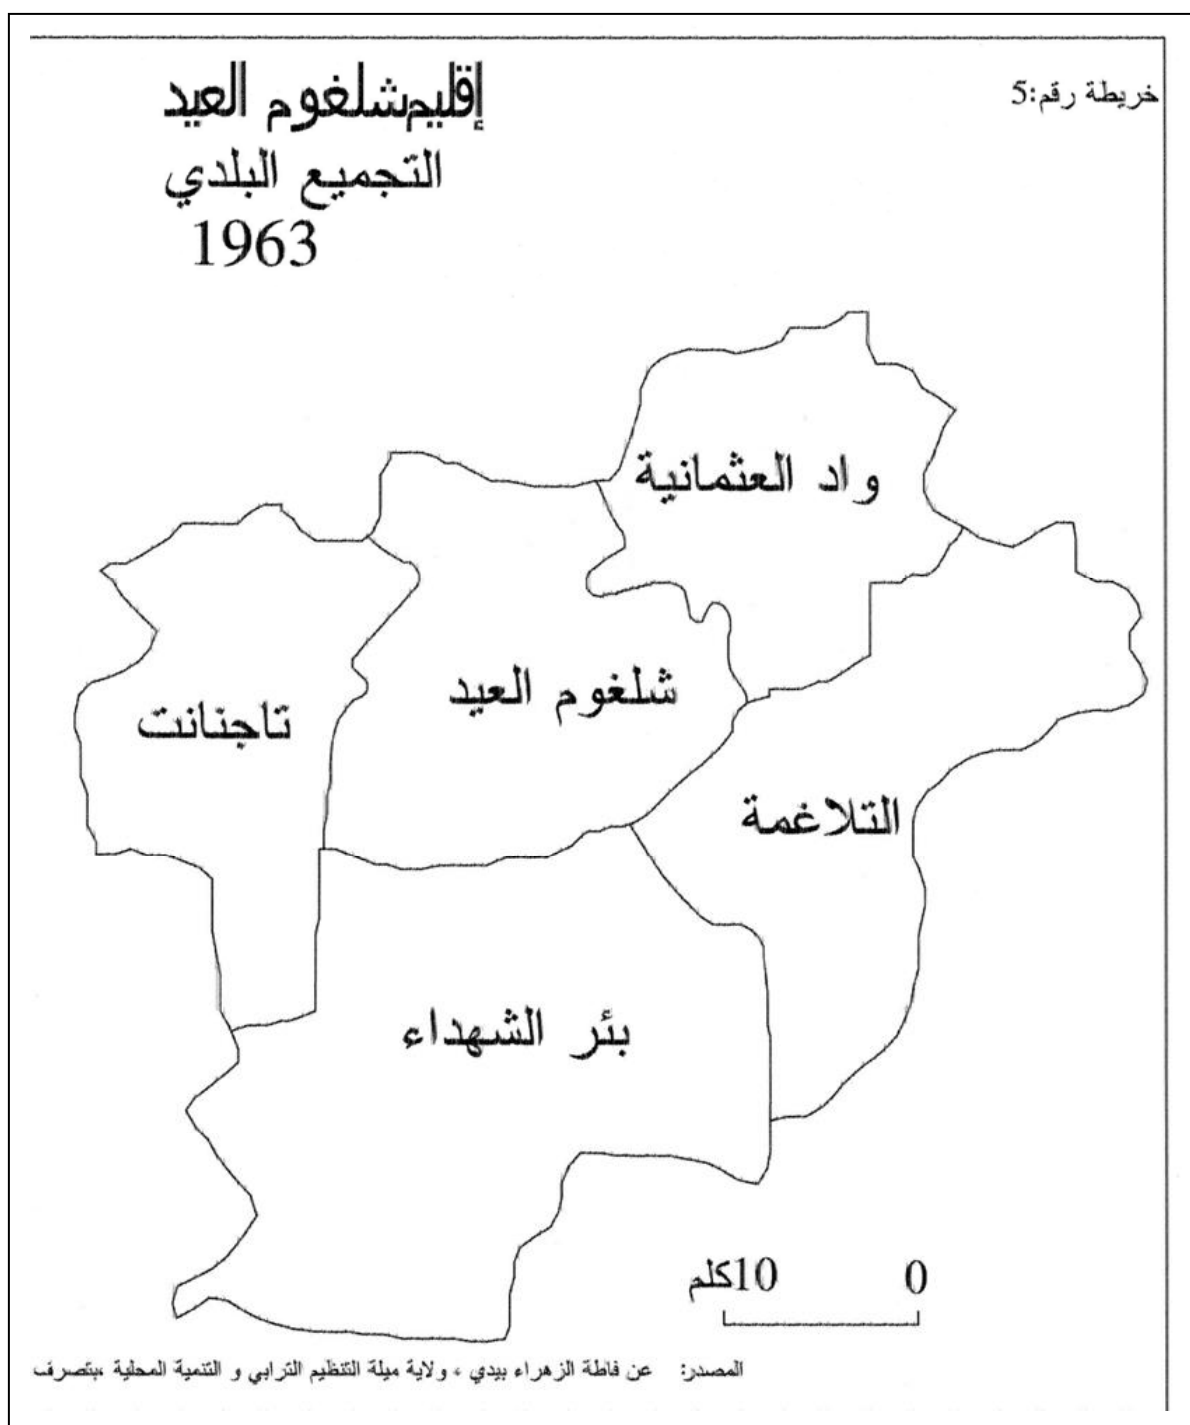 خريطة رقم:5
إقليم شلغوم العيد
التجميع البلدي
1963
واد العثمانية
شلغوم العيد
تاجنانت
التلاغمة
بئر الشهداء
0 10كلم
المصدر: عن فاطة الزهراء بيدي ، ولاية ميلة التنظيم الترابي و التنمية المحلية ،بتصرف